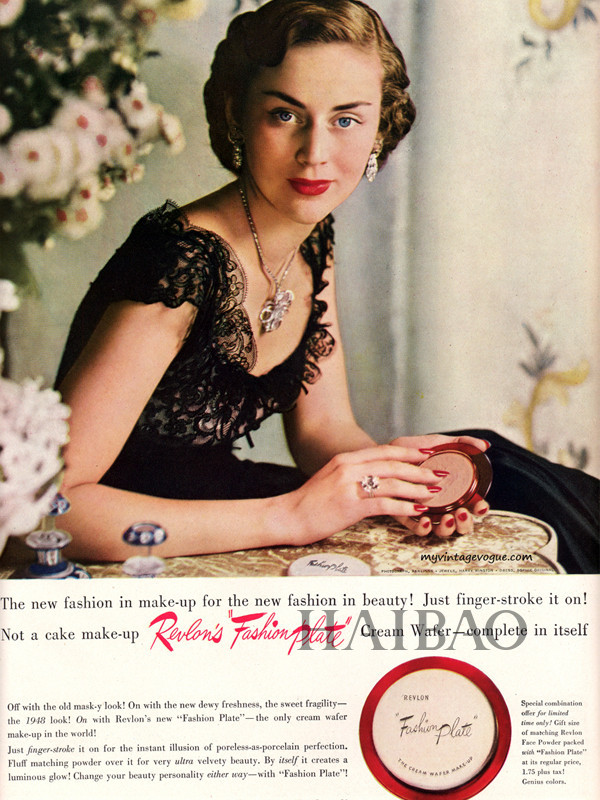 Fashion Plate
myvintagevogue.com
The new fashion in make-up for the new fashion in beauty! Just finger-stroke it on!
Not a cake make-up Revlon's "Fashion Plate" Cream Wafer—complete in itself
HAIBAO
Off with the old mask-y look! On with the new dewy freshness, the sweet fragility—
the 1948 look! On with Revlon's new "Fashion Plate"—the only cream wafer
make-up in the world!
Just finger-stroke it on for the instant illusion of poreless-as-porcelain perfection.
Fluff matching powder over it for very ultra velvety beauty. By itself it creates a
luminous glow! Change your beauty personality either way—with "Fashion Plate"!
REVLON
"Fashion Plate"
THE CREAM WAFER MAKE-UP
Special combination
offer for limited
time only! Gift size
of matching Revlon
Face Powder packed
with "Fashion Plate"
at its regular price,
1.75 plus tax!
Genius colors.